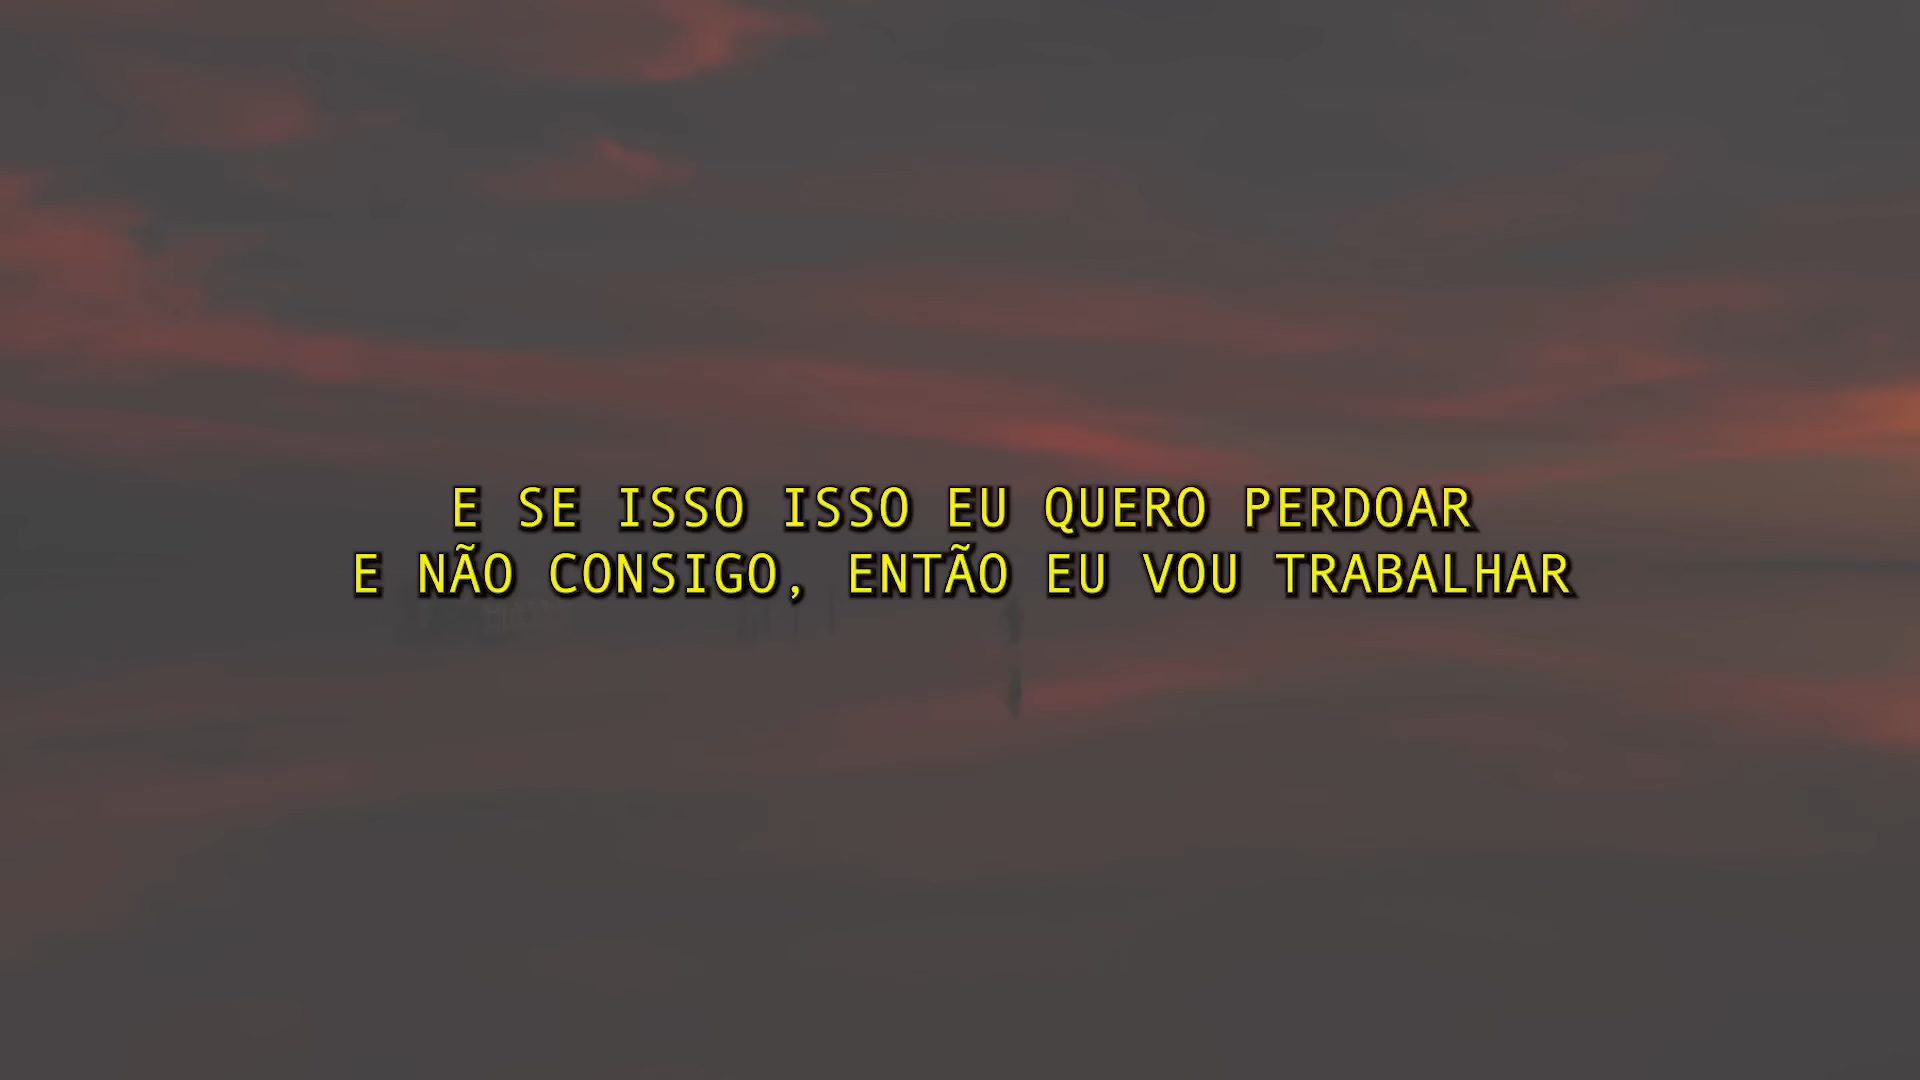 E SE ISSO ISSO EU QUERO PERDOAR
E NÃO CONSIGO, ENTÃO EU VOU TRABALHAR